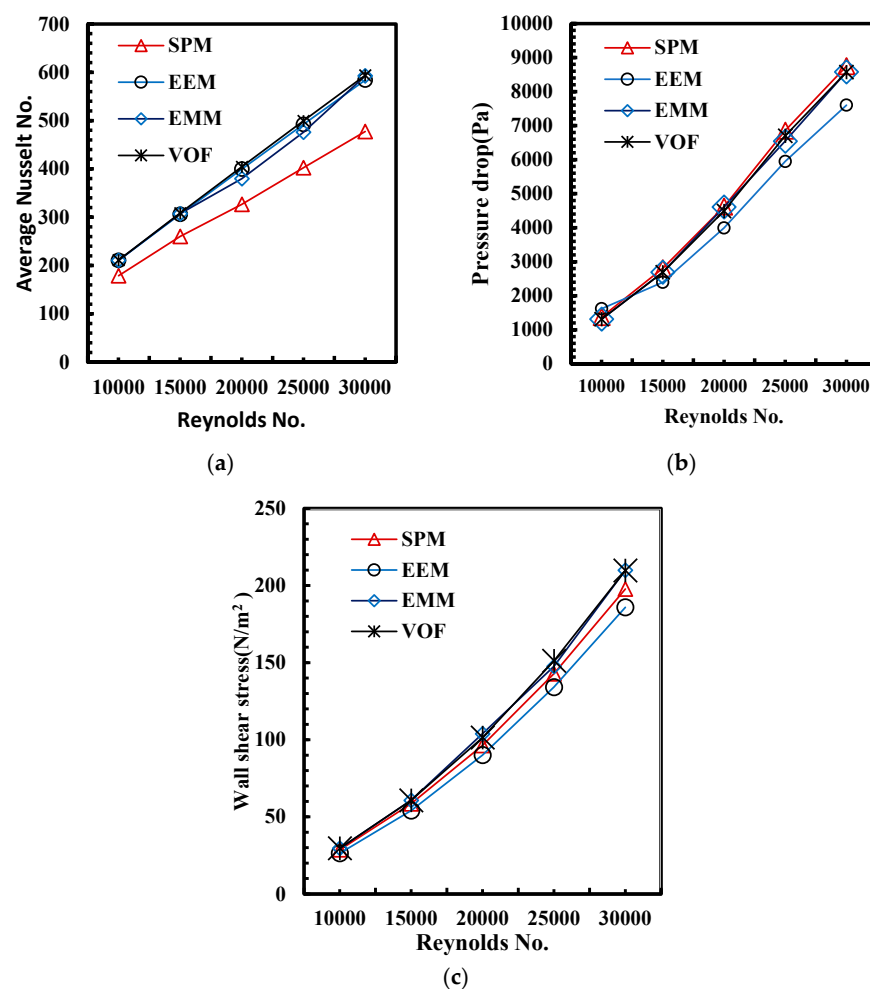 700
600
500
400
300
200
100
0
Average Nusselt No.
SPM
EEM
EMM
VOF
10000 15000 20000 25000 30000
Reynolds No.
(a)
10000
9000
8000
7000
6000
5000
4000
3000
2000
1000
0
Pressure drop(Pa)
SPM
EEM
EMM
VOF
10000 15000 20000 25000 30000
Reynolds No.
(b)
250
200
150
100
50
0
Wall shear stress(N/m²)
SPM
EEM
EMM
VOF
10000 15000 20000 25000 30000
Reynolds No.
(c)